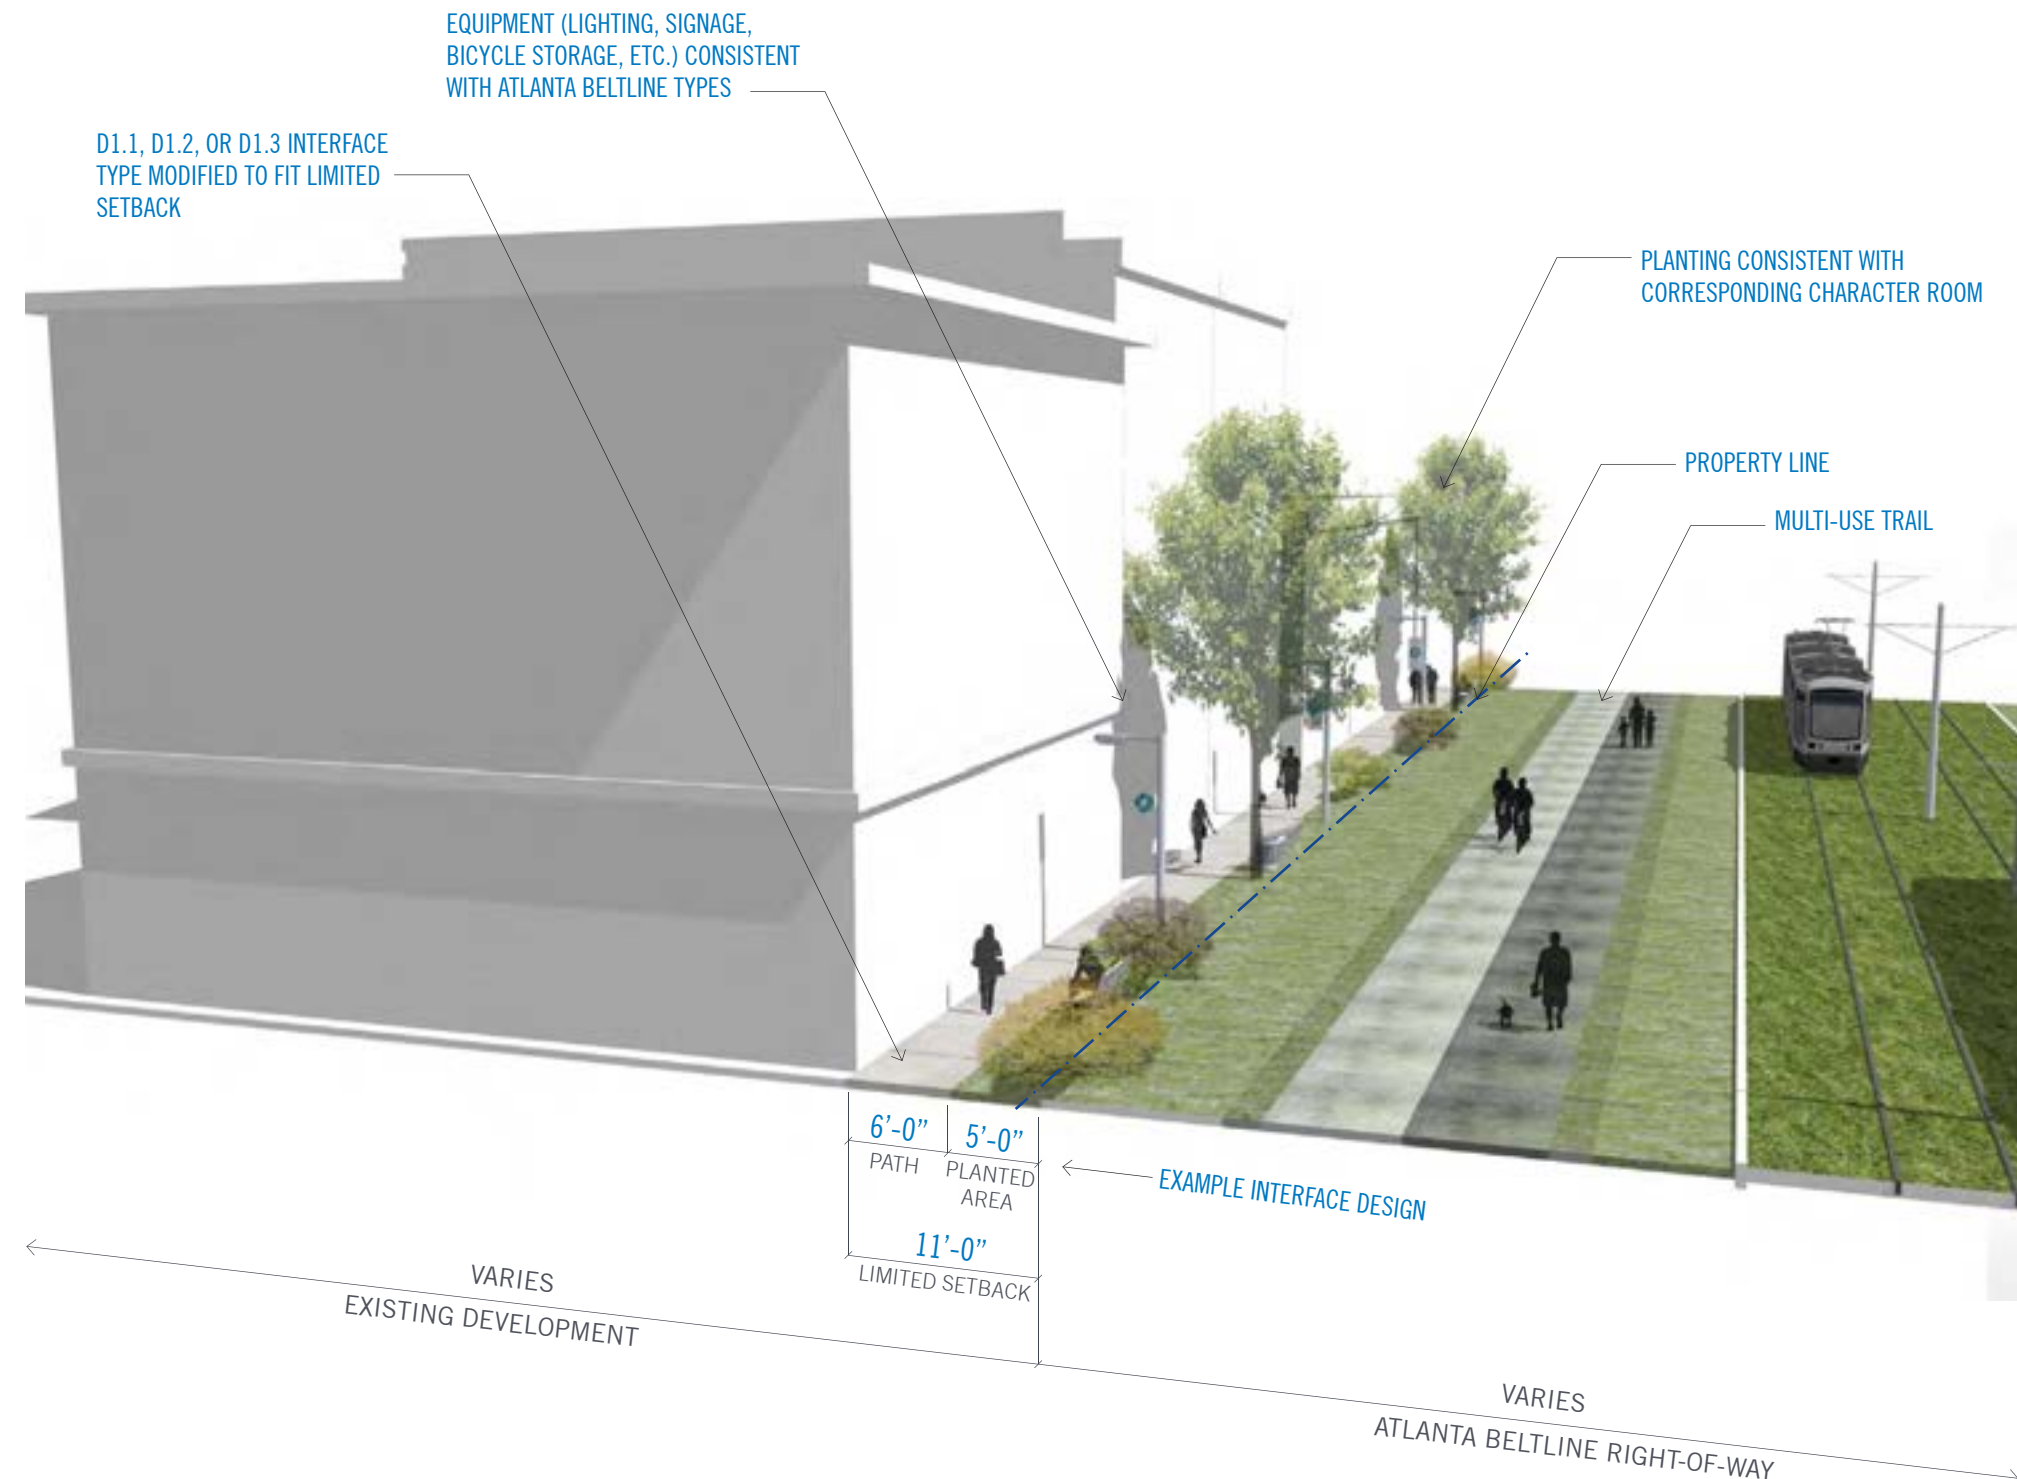 EQUIPMENT (LIGHTING, SIGNAGE,
BICYCLE STORAGE, ETC.) CONSISTENT
WITH ATLANTA BELTLINE TYPES
D1.1, D1.2, OR D1.3 INTERFACE
TYPE MODIFIED TO FIT LIMITED
SETBACK
PLANTING CONSISTENT WITH
CORRESPONDING CHARACTER ROOM
PROPERTY LINE
MULTI-USE TRAIL
6’-0”
PATH
5’-0”
PLANTED
AREA
EXAMPLE INTERFACE DESIGN
11’-0”
LIMITED SETBACK
VARIES
EXISTING DEVELOPMENT
VARIES
ATLANTA BELTLINE RIGHT-OF-WAY